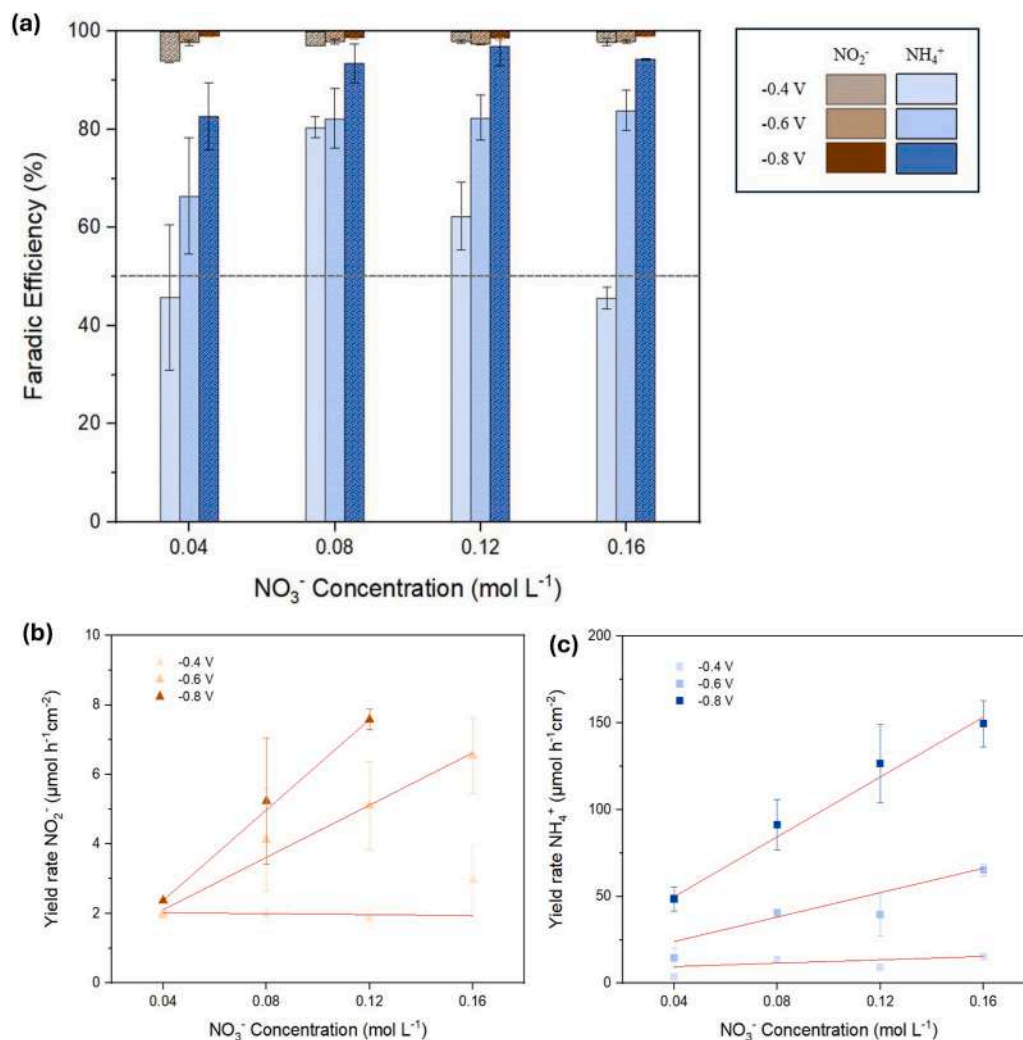 (a)
100
80
60
40
20
0
Faradic Efficiency (%)
0.04 0.08 0.12 0.16
NO₃⁻ Concentration (mol L⁻¹)
NO₂⁻ NH₄⁺
-0.4 V
-0.6 V
-0.8 V
(b)
10
8
6
4
2
0
Yield rate NO₂⁻ (µmol h⁻¹cm⁻²)
-0.4 V
-0.6 V
-0.8 V
0.04 0.08 0.12 0.16
NO₃⁻ Concentration (mol L⁻¹)
(c)
200
150
100
50
0
Yield rate NH₄⁺ (µmol h⁻¹cm⁻²)
-0.4 V
-0.6 V
-0.8 V
0.04 0.08 0.12 0.16
NO₃⁻ Concentration (mol L⁻¹)